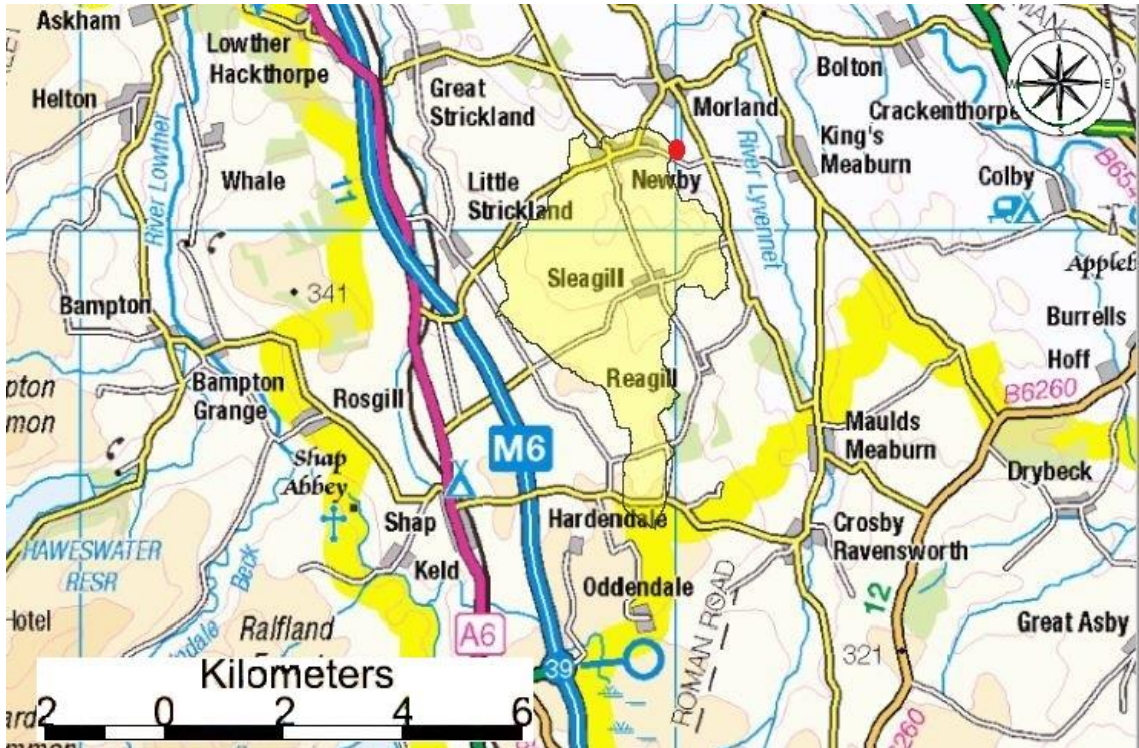 Askham
Lowther
Hackthorpe
Helton
Great
Strickland
Morland
Bolton
Crackenthorpe
N
W
E
S
ROMAN
King's
Meaburn
Colby
River Lowther
Whale
11
Little
Strickland
Newby
River Lyvennet
341
Sleagill
Bampton
Burrells
Hoff
B6260
Bampton
Grange
Rosgill
Reagill
M6
Maulds
Meaburn
Drybeck
Shap
Abbey
Shap
Hardendale
Crosby
Ravensworth
HAWESWATER
RESR
Beck
Keld
Oddendale
ROMAN ROAD
12
Great Asby
A6
Ralfland
39
321
Kilometers
2 0 2 4 6